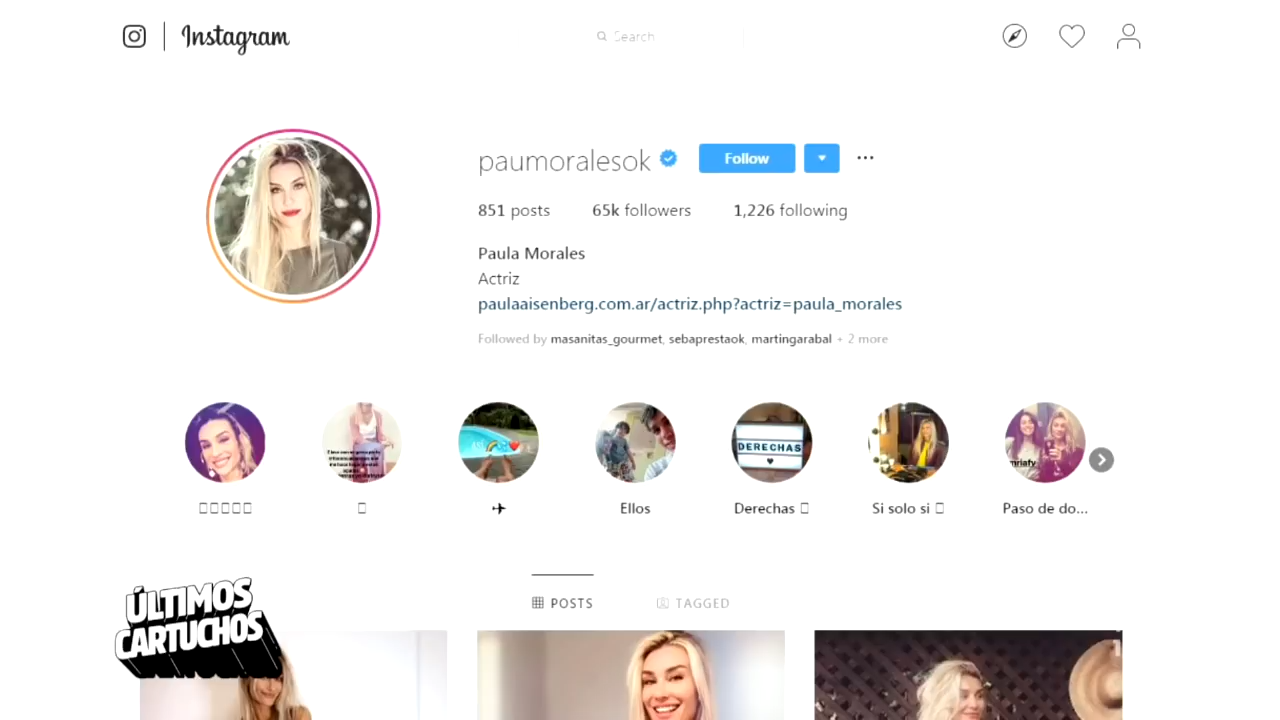 Instagram
Search
paumoralesok
Follow
851 posts
65k followers
1,226 following
Paula Morales
Actriz
paulaaisenberg.com.ar/actriz.php?actriz=paula_morales
Followed by masanitas_gourmet, sebaprestaok, martingarabal + 2 more
DERECHAS
mriafy
Ellos
Derechas
Si solo si
Paso de do...
ÚLTIMOS
CARTUCHOS
POSTS
TAGGED